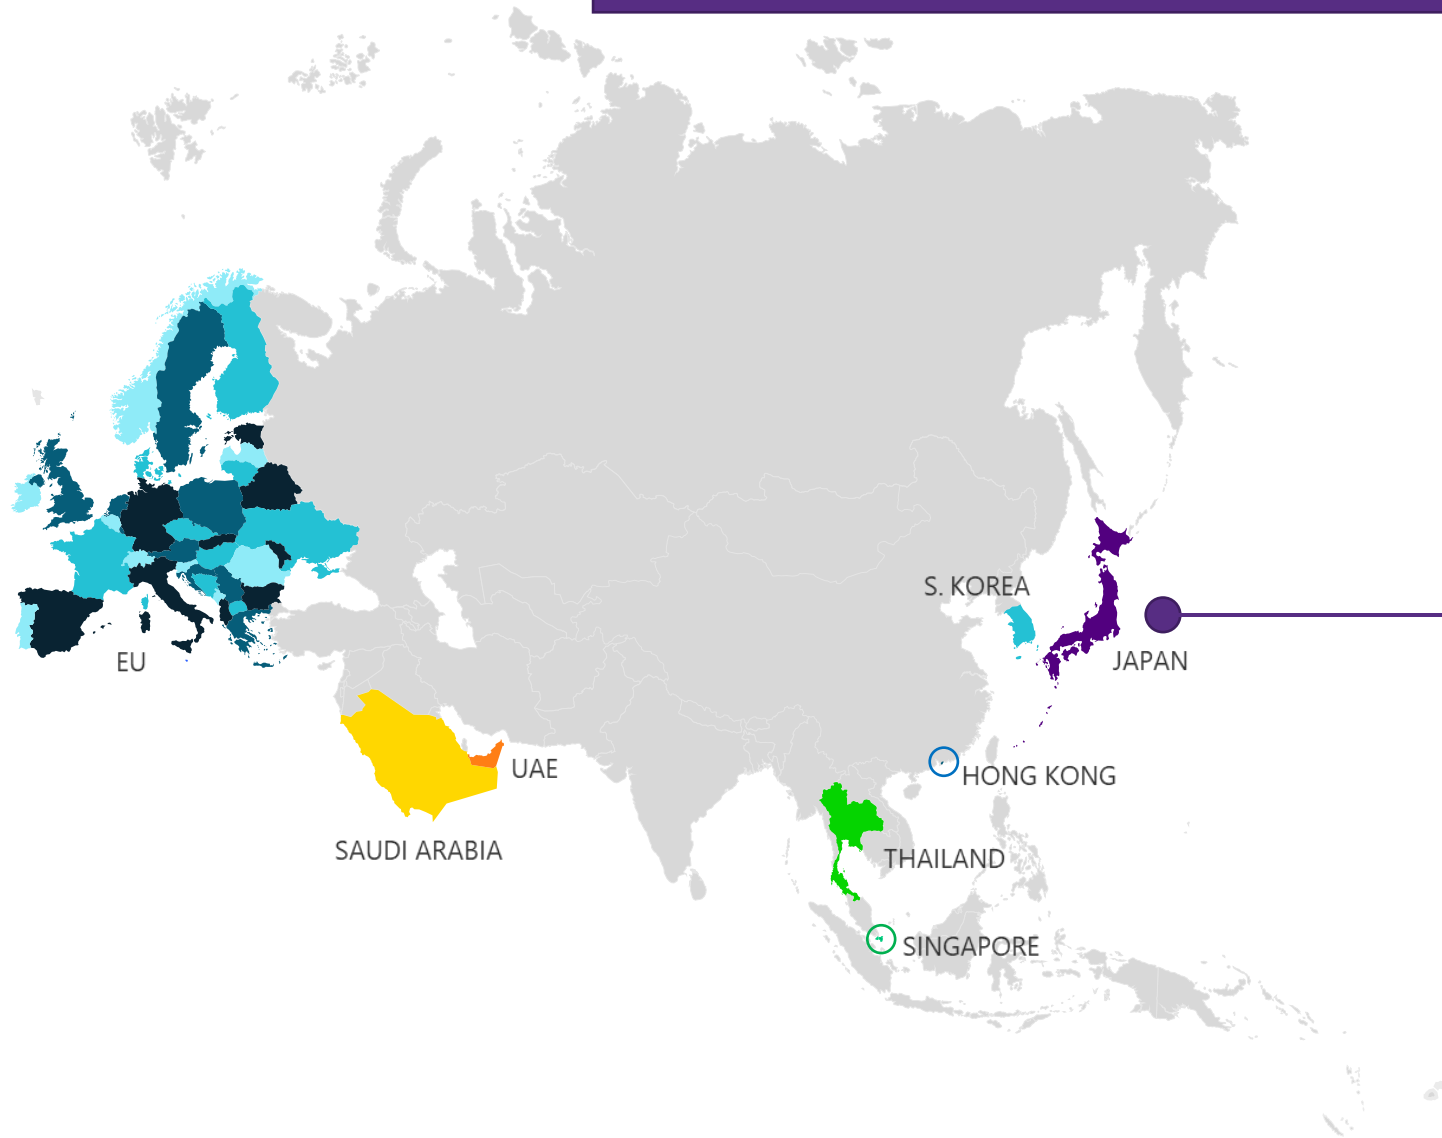 S. KOREA
JAPAN
EU
UAE
HONG KONG
SAUDI ARABIA
THAILAND
SINGAPORE